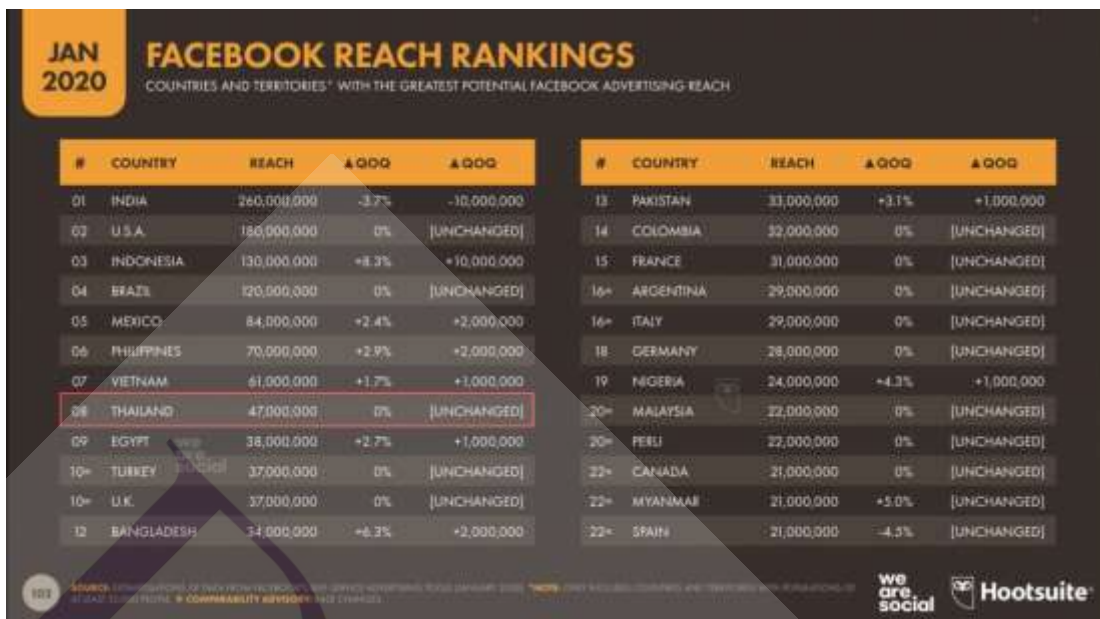 JAN
2020
FACEBOOK REACH RANKINGS
COUNTRIES AND TERRITORIES* WITH THE GREATEST POTENTIAL FACEBOOK ADVERTISING REACH
# COUNTRY REACH ▲QOQ ▲QOQ
01 INDIA 260,000,000 -3.7% -10,000,000
02 U.S.A. 180,000,000 0% [UNCHANGED]
03 INDONESIA 130,000,000 +8.3% +10,000,000
04 BRAZIL 120,000,000 0% [UNCHANGED]
05 MEXICO 84,000,000 +2.4% +2,000,000
06 PHILIPPINES 70,000,000 +2.9% +2,000,000
07 VIETNAM 61,000,000 +1.7% +1,000,000
08 THAILAND 47,000,000 0% [UNCHANGED]
09 EGYPT 38,000,000 +2.7% +1,000,000
10= TURKEY 37,000,000 0% [UNCHANGED]
10= U.K. 37,000,000 0% [UNCHANGED]
12 BANGLADESH 34,000,000 +6.3% +2,000,000
# COUNTRY REACH ▲QOQ ▲QOQ
13 PAKISTAN 33,000,000 +3.1% +1,000,000
14 COLOMBIA 32,000,000 0% [UNCHANGED]
15 FRANCE 31,000,000 0% [UNCHANGED]
16= ARGENTINA 29,000,000 0% [UNCHANGED]
16= ITALY 29,000,000 0% [UNCHANGED]
18 GERMANY 28,000,000 0% [UNCHANGED]
19 NIGERIA 24,000,000 +4.3% +1,000,000
20= MALAYSIA 22,000,000 0% [UNCHANGED]
20= PERU 22,000,000 0% [UNCHANGED]
22= CANADA 21,000,000 0% [UNCHANGED]
22= MYANMAR 21,000,000 +5.0% [UNCHANGED]
22= SPAIN 21,000,000 -4.5% [UNCHANGED]
we
are
social
103
SOURCE:
COMPARABILITY ADVISORY:
we
are
social
Hootsuite